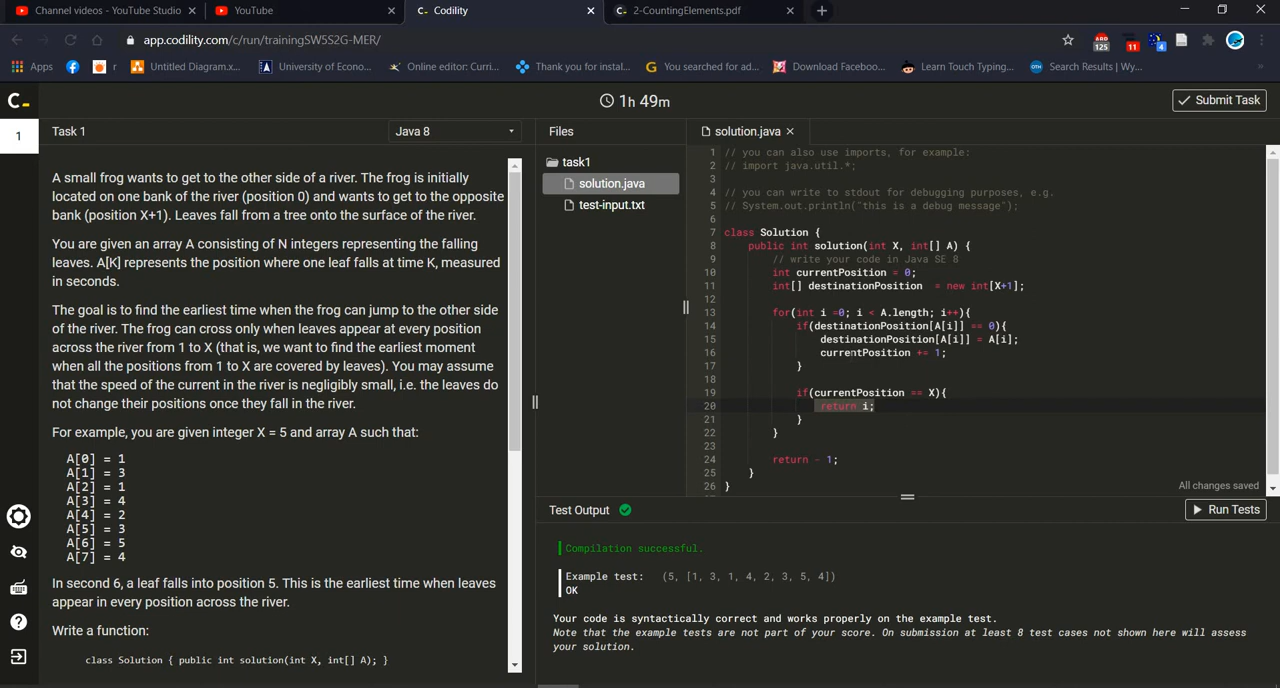 Channel videos - YouTube Studio
YouTube
Codility
2-CountingElements.pdf
app.codility.com/c/run/trainingSW5S2G-MER/
125
11
4
Apps
r
Untitled Diagram.x...
University of Econo...
Online editor: Curri...
Thank you for instal...
You searched for ad...
Download Faceboo...
Learn Touch Typing...
Search Results | Wy...
C_
1h 49m
Submit Task
1
Task 1
Java 8
Files
solution.java
task1
solution.java
test-input.txt
A small frog wants to get to the other side of a river. The frog is initially
located on one bank of the river (position 0) and wants to get to the opposite
bank (position X+1). Leaves fall from a tree onto the surface of the river.
You are given an array A consisting of N integers representing the falling
leaves. A[K] represents the position where one leaf falls at time K, measured
in seconds.
The goal is to find the earliest time when the frog can jump to the other side
of the river. The frog can cross only when leaves appear at every position
across the river from 1 to X (that is, we want to find the earliest moment
when all the positions from 1 to X are covered by leaves). You may assume
that the speed of the current in the river is negligibly small, i.e. the leaves do
not change their positions once they fall in the river.
For example, you are given integer X = 5 and array A such that:
A[0] = 1
A[1] = 3
A[2] = 1
A[3] = 4
A[4] = 2
A[5] = 3
A[6] = 5
A[7] = 4
In second 6, a leaf falls into position 5. This is the earliest time when leaves
appear in every position across the river.
Write a function:
class Solution { public int solution(int X, int[] A); }
1 // you can also use imports, for example:
2 // import java.util.*;
3
4 // you can write to stdout for debugging purposes, e.g.
5 // System.out.println("this is a debug message");
6
7 class Solution {
8 public int solution(int X, int[] A) {
9 // write your code in Java SE 8
10 int currentPosition = 0;
11 int[] destinationPosition = new int[X+1];
12
13 for(int i =0; i < A.length; i++){
14 if(destinationPosition[A[i]] == 0){
15 destinationPosition[A[i]] = A[i];
16 currentPosition += 1;
17 }
18
19 if(currentPosition == X){
20 return i;
21 }
22 }
23
24 return - 1;
25 }
26 }
All changes saved
Test Output
Run Tests
Compilation successful.
Example test: (5, [1, 3, 1, 4, 2, 3, 5, 4])
OK
Your code is syntactically correct and works properly on the example test.
Note that the example tests are not part of your score. On submission at least 8 test cases not shown here will assess
your solution.